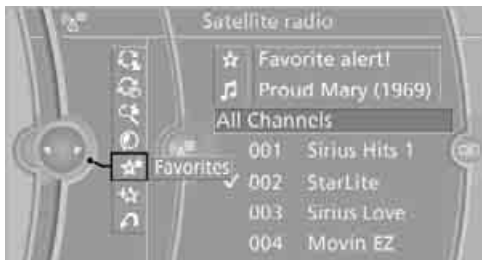 Satellite radio
Favorite alert!
Proud Mary (1969)
All Channels
001 Sirius Hits 1
Favorites
002 StarLite
003 Sirius Love
004 Movin EZ